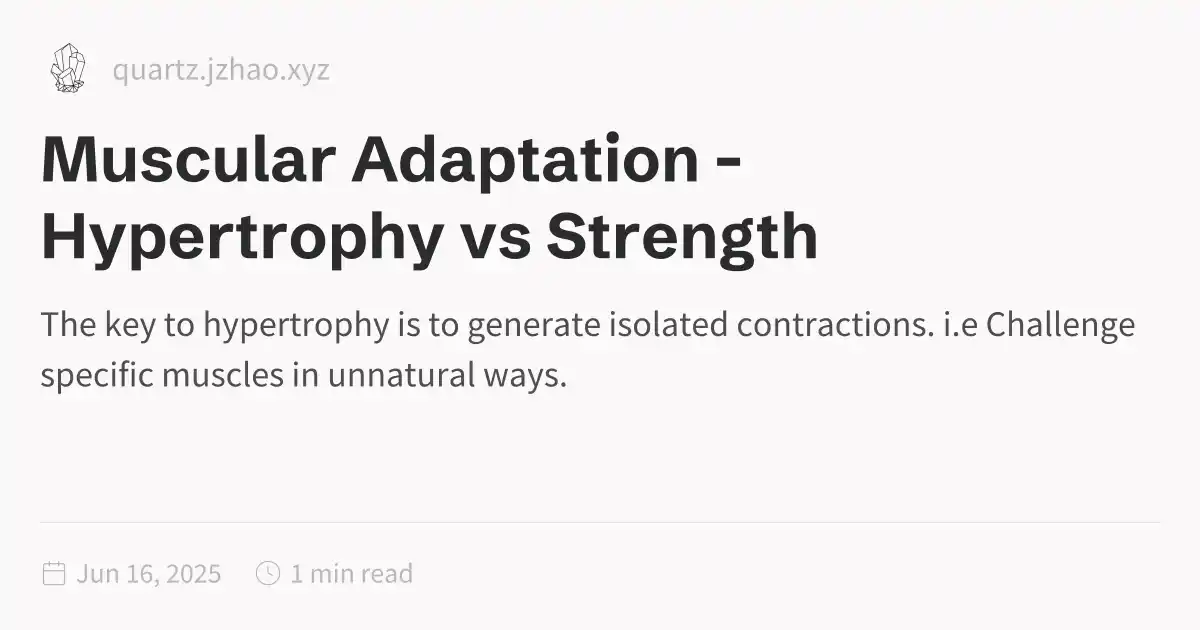 quartz.jzhao.xyz
Muscular Adaptation -
Hypertrophy vs Strength
The key to hypertrophy is to generate isolated contractions. i.e Challenge
specific muscles in unnatural ways.
Jun 16, 2025 1 min read